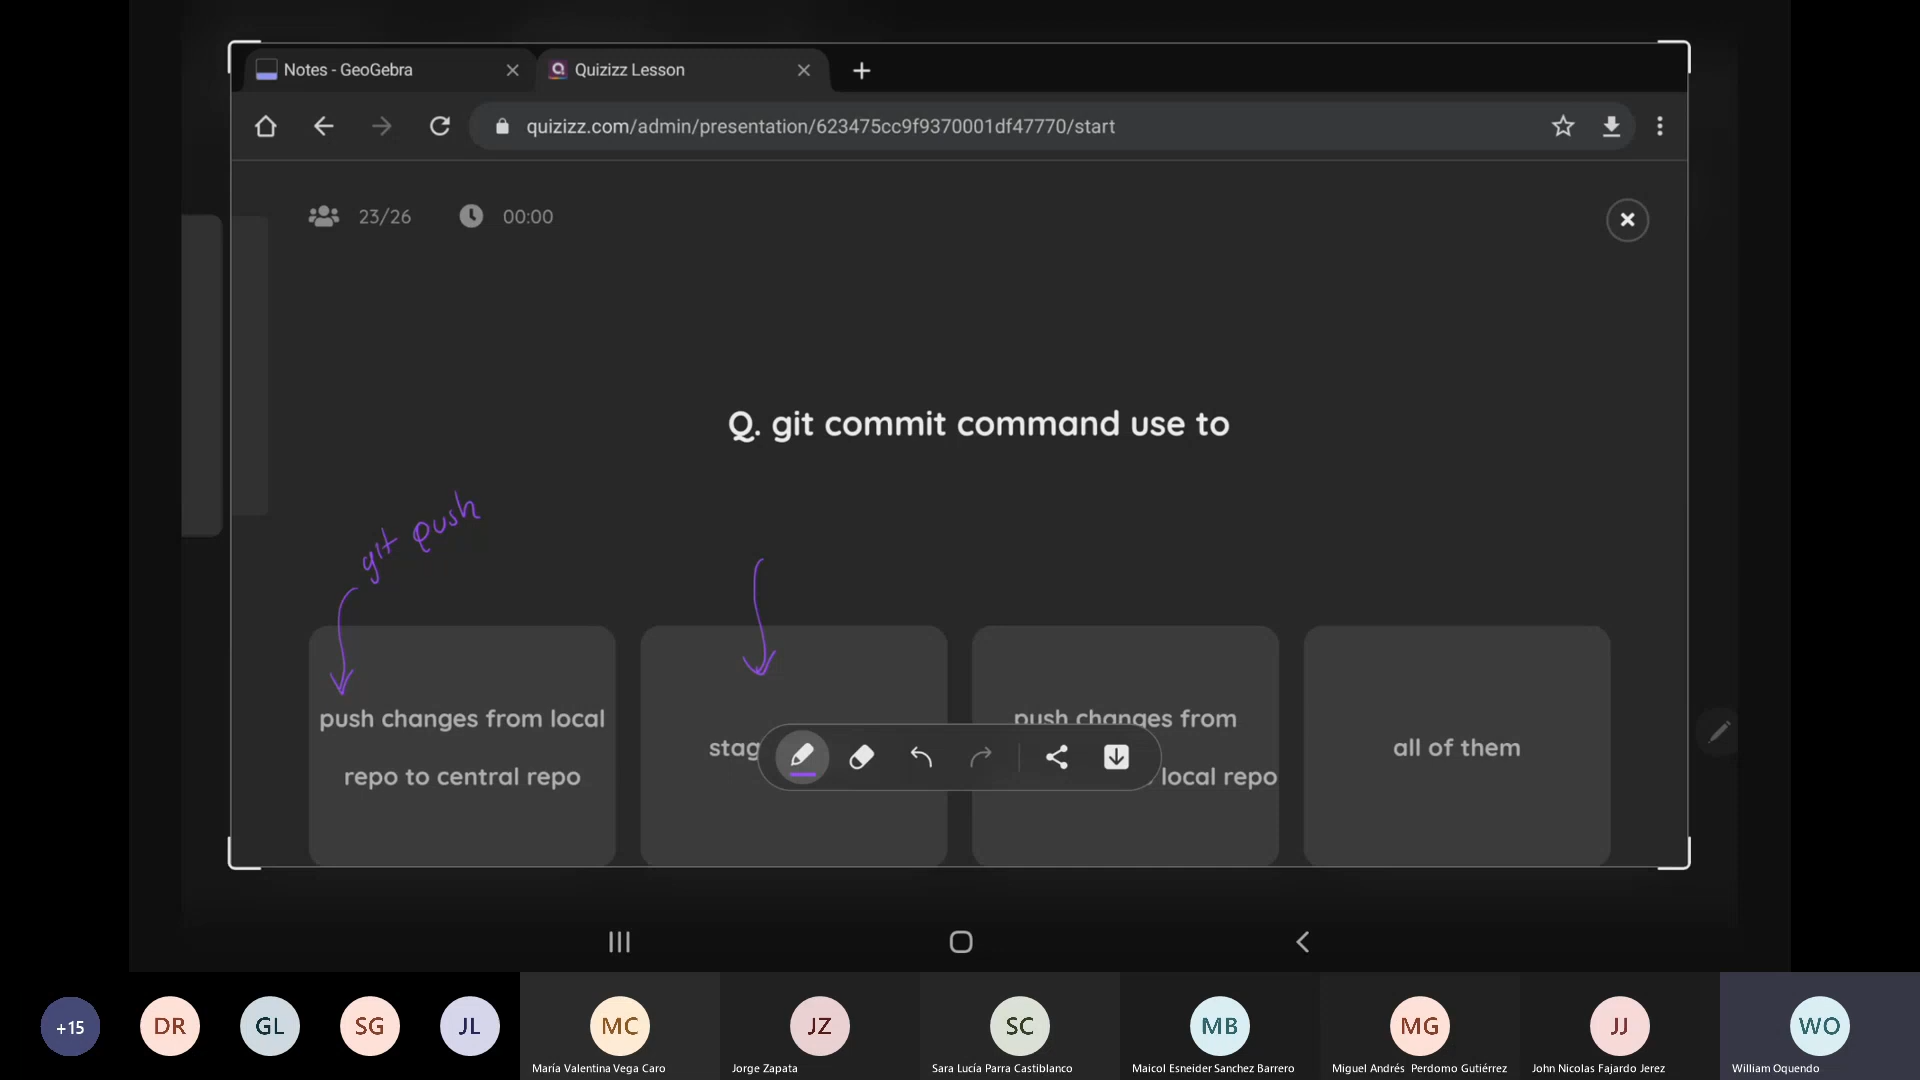 Notes - GeoGebra
Quizizz Lesson
quizizz.com/admin/presentation/623475cc9f9370001df47770/start
23/26
00:00
Q. git commit command use to
git push
push changes from local
repo to central repo
push changes from
local repo
all of them
+15
DR
GL
SG
JL
MC
JZ
SC
MB
MG
JJ
WO
María Valentina Vega Caro
Jorge Zapata
Sara Lucía Parra Castiblanco
Maicol Esneider Sanchez Barrero
Miguel Andrés Perdomo Gutiérrez
John Nicolas Fajardo Jerez
William Oquendo